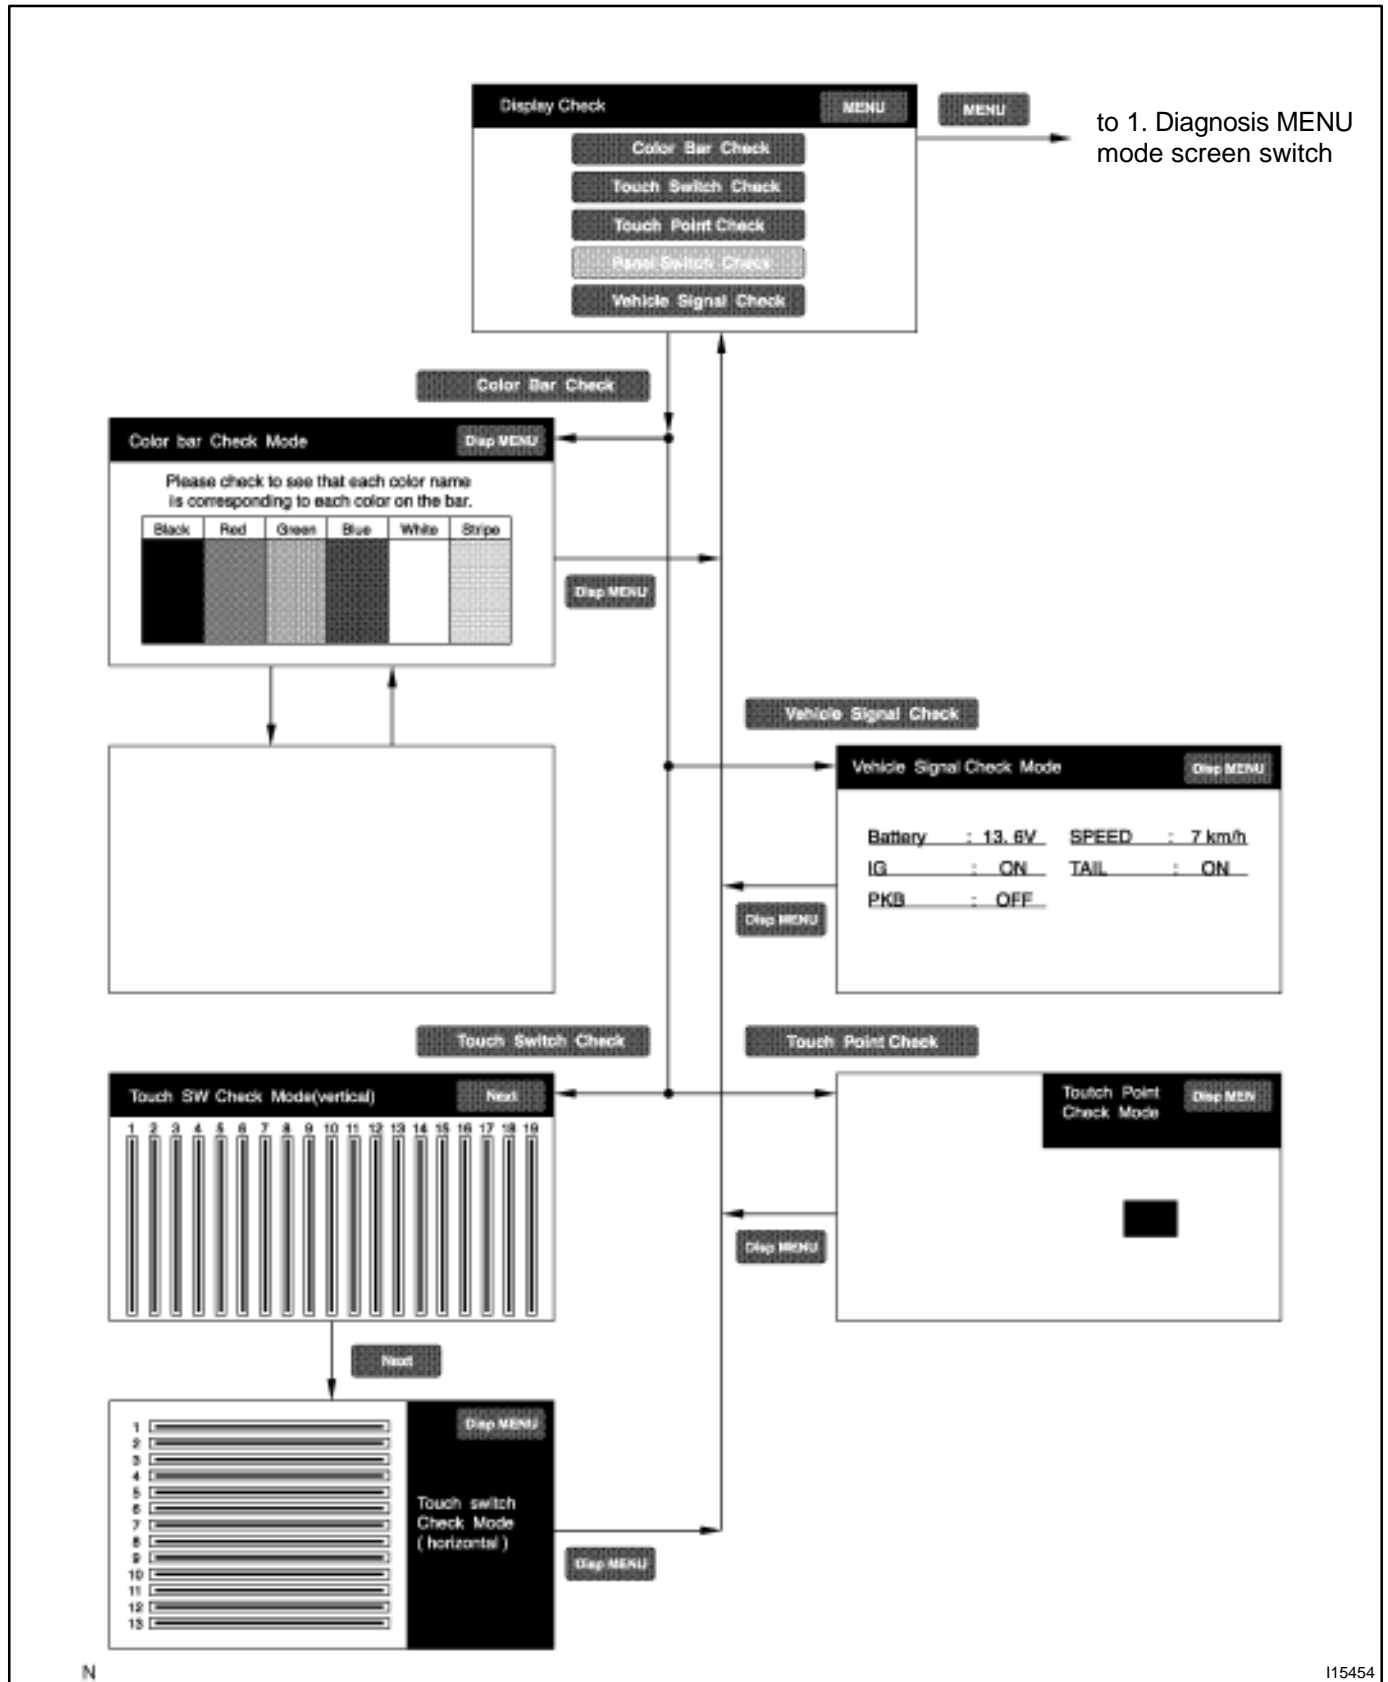 Display Check
MENU
MENU
to 1. Diagnosis MENU
mode screen switch
Color Bar Check
Touch Switch Check
Touch Point Check
Panel Switch Check
Vehicle Signal Check
Color Bar Check
Color bar Check Mode
Disp MENU
Please check to see that each color name
is corresponding to each color on the bar.
Black Red Green Blue White Stripe
Disp MENU
Vehicle Signal Check
Vehicle Signal Check Mode
Disp MENU
Battery : 13. 6V SPEED : 7 km/h
IG : ON TAIL : ON
PKB : OFF
Disp MENU
Touch Switch Check
Touch Point Check
Touch SW Check Mode(vertical)
Next
1 2 3 4 5 6 7 8 9 10 11 12 13 14 15 16 17 18 19
Toutch Point
Check Mode
Disp MEN
Disp MENU
Next
1
2
3
4
5
6
7
8
9
10
11
12
13
Disp MENU
Touch switch
Check Mode
( horizontal )
Disp MENU
N
I15454